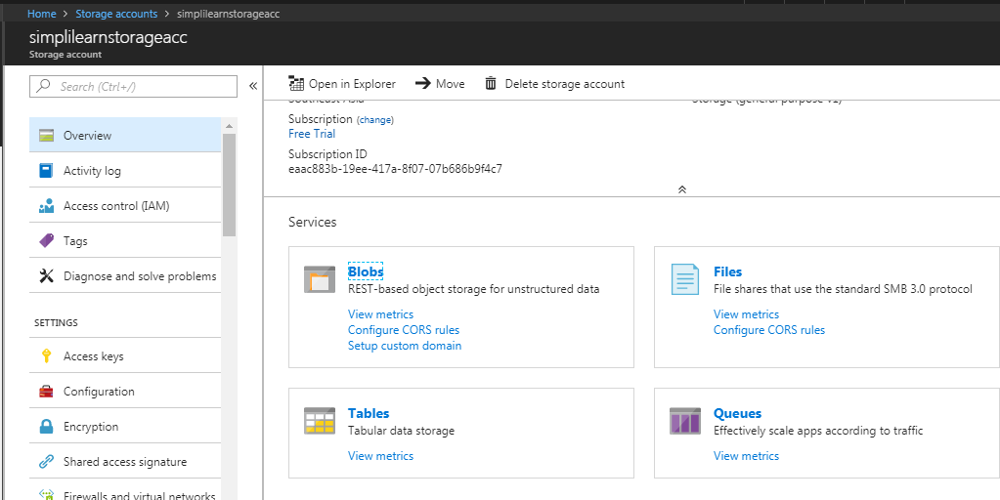 Home > Storage accounts > simplilearnstorageacc
simplilearnstorageacc
Storage account
Search (Ctrl+/)
Overview
Activity log
Access control (IAM)
Tags
Diagnose and solve problems
SETTINGS
Access keys
Configuration
Encryption
Shared access signature
Firewalls and virtual networks
Open in Explorer Move Delete storage account
Southeast Asia Storage (general purpose v1)
Subscription (change)
Free Trial
Subscription ID
eaac883b-19ee-417a-8f07-07b686b9f4c7
Services
Blobs
REST-based object storage for unstructured data
View metrics
Configure CORS rules
Setup custom domain
Files
File shares that use the standard SMB 3.0 protocol
View metrics
Configure CORS rules
Tables
Tabular data storage
View metrics
Queues
Effectively scale apps according to traffic
View metrics